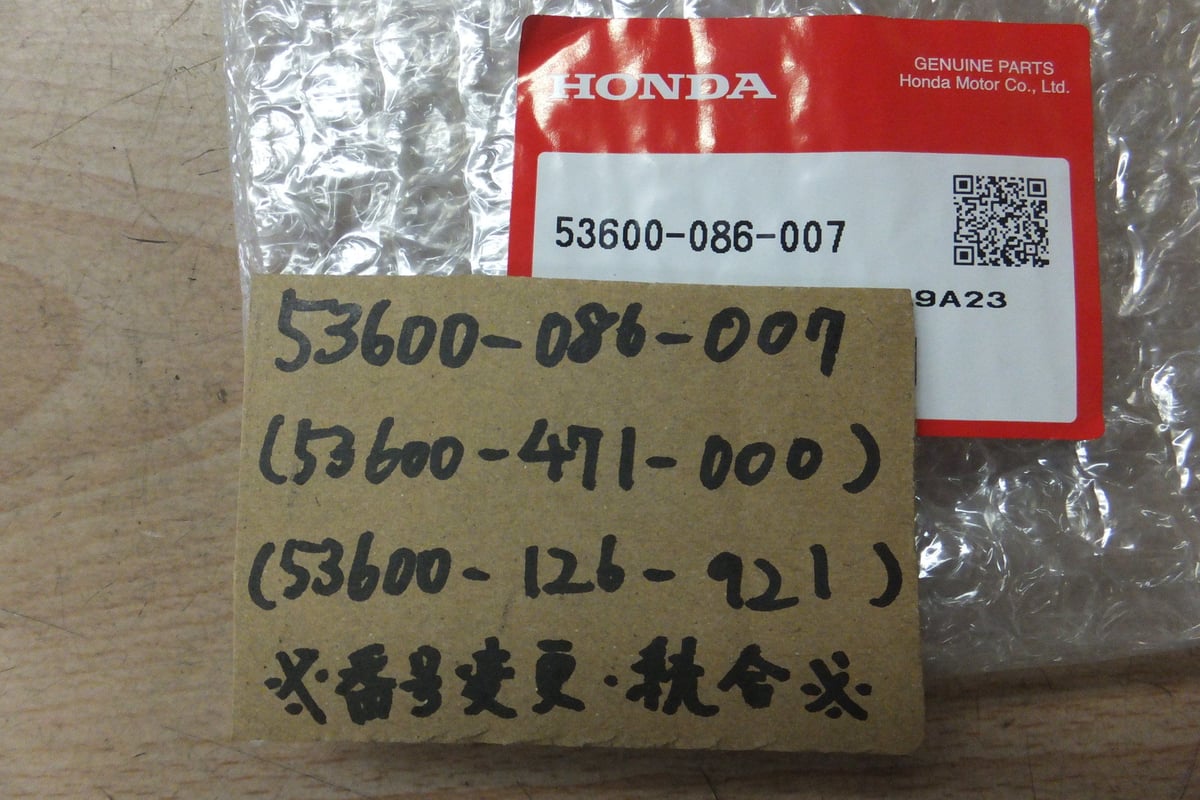 HONDA
GENUINE PARTS
Honda Motor Co., Ltd.
53600-086-007
9A23
53600-086-007
(53600-471-000)
(53600-126-921)
※番号変更・統合※